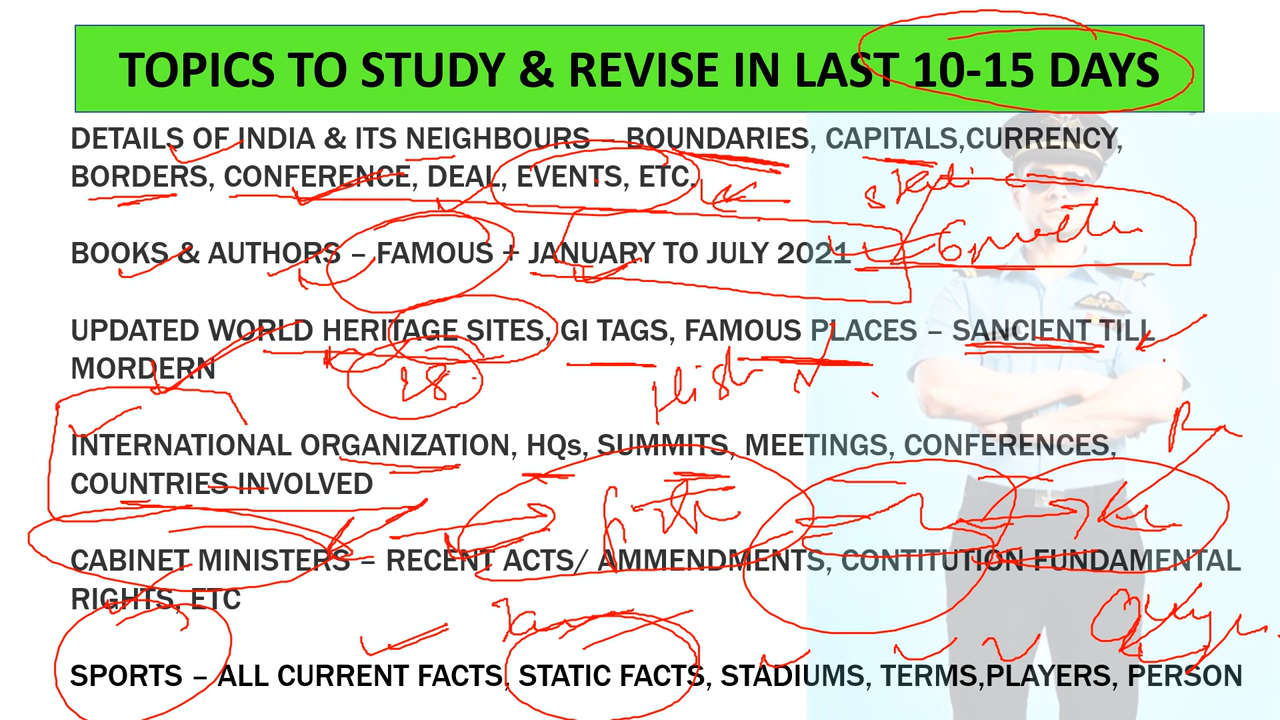 TOPICS TO STUDY & REVISE IN LAST 10-15 DAYS
DETAILS OF INDIA & ITS NEIGHBOURS – BOUNDARIES, CAPITALS,CURRENCY,
BORDERS, CONFERENCE, DEAL, EVENTS, ETC.
BOOKS & AUTHORS – FAMOUS + JANUARY TO JULY 2021
UPDATED WORLD HERITAGE SITES, GI TAGS, FAMOUS PLACES – SANCIENT TILL
MORDERN
28
INTERNATIONAL ORGANIZATION, HQs, SUMMITS, MEETINGS, CONFERENCES,
COUNTRIES INVOLVED
CABINET MINISTERS – RECENT ACTS/ AMMENDMENTS, CONTITUTION FUNDAMENTAL
RIGHTS, ETC
SPORTS – ALL CURRENT FACTS, STATIC FACTS, STADIUMS, TERMS,PLAYERS, PERSON